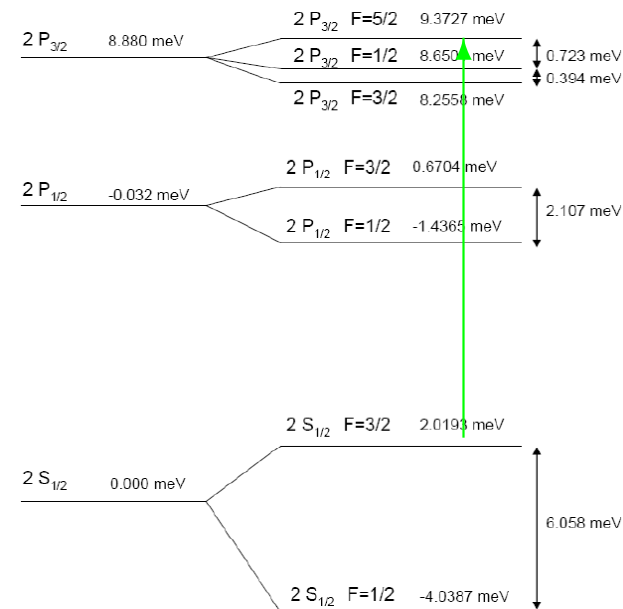 2 P3/2 F=5/2 9.3727 meV
2 P3/2 8.880 meV
2 P3/2 F=1/2 8.650 meV
0.723 meV
0.394 meV
2 P3/2 F=3/2 8.2558 meV
2 P1/2 F=3/2 0.6704 meV
2 P1/2 -0.032 meV
2.107 meV
2 P1/2 F=1/2 -1.4365 meV
2 S1/2 F=3/2 2.0193 meV
2 S1/2 0.000 meV
6.058 meV
2 S1/2 F=1/2 -4.0387 meV